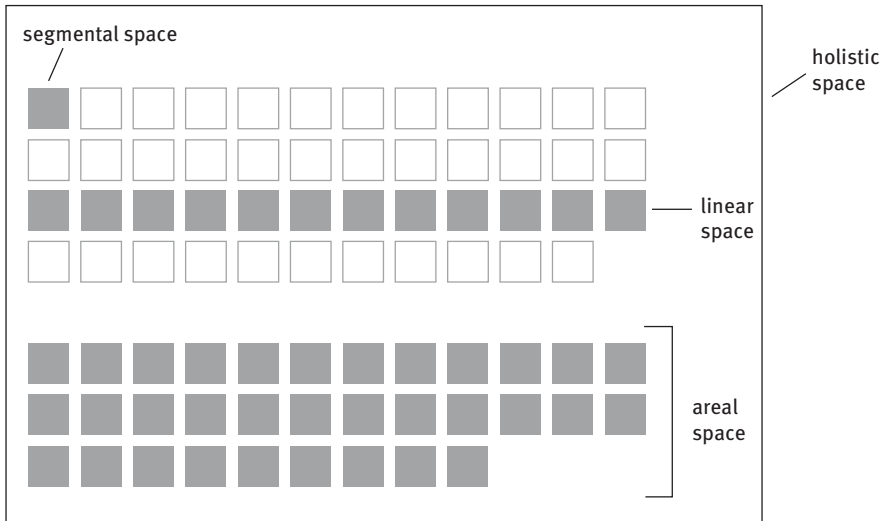 segmental space
holistic
space
linear
space
areal
space